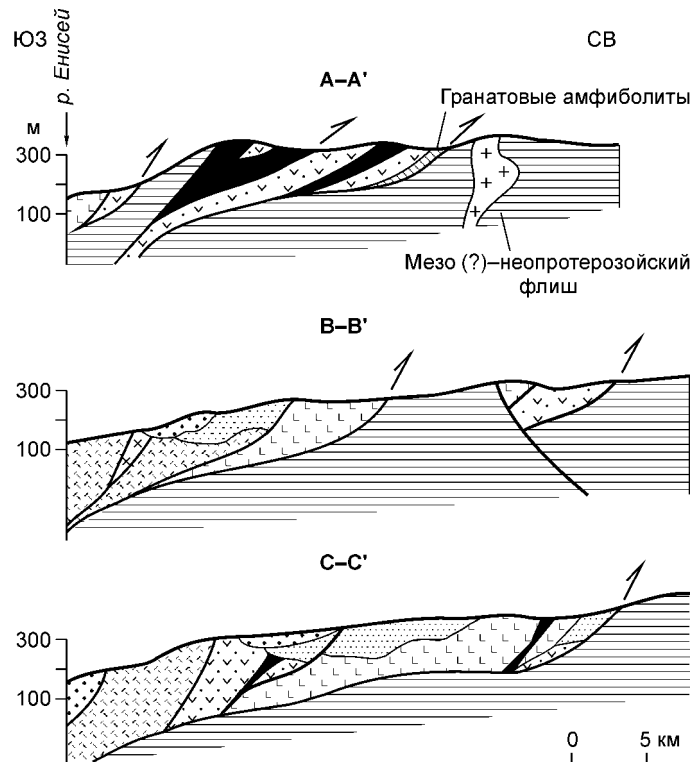 ЮЗ
СВ
р. Енисей
А–А'
Гранатовые амфиболиты
м
300
100
Мезо (?)–неопротерозойский
флиш
В–В'
300
100
С–С'
300
100
0 5 км